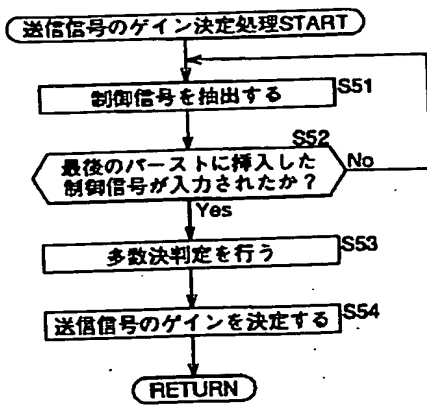 送信信号のゲイン決定処理START
制御信号を抽出する
S51
S52
最後のバーストに挿入した
制御信号が入力されたか？
No
Yes
多数決判定を行う
S53
送信信号のゲインを決定する
S54
RETURN